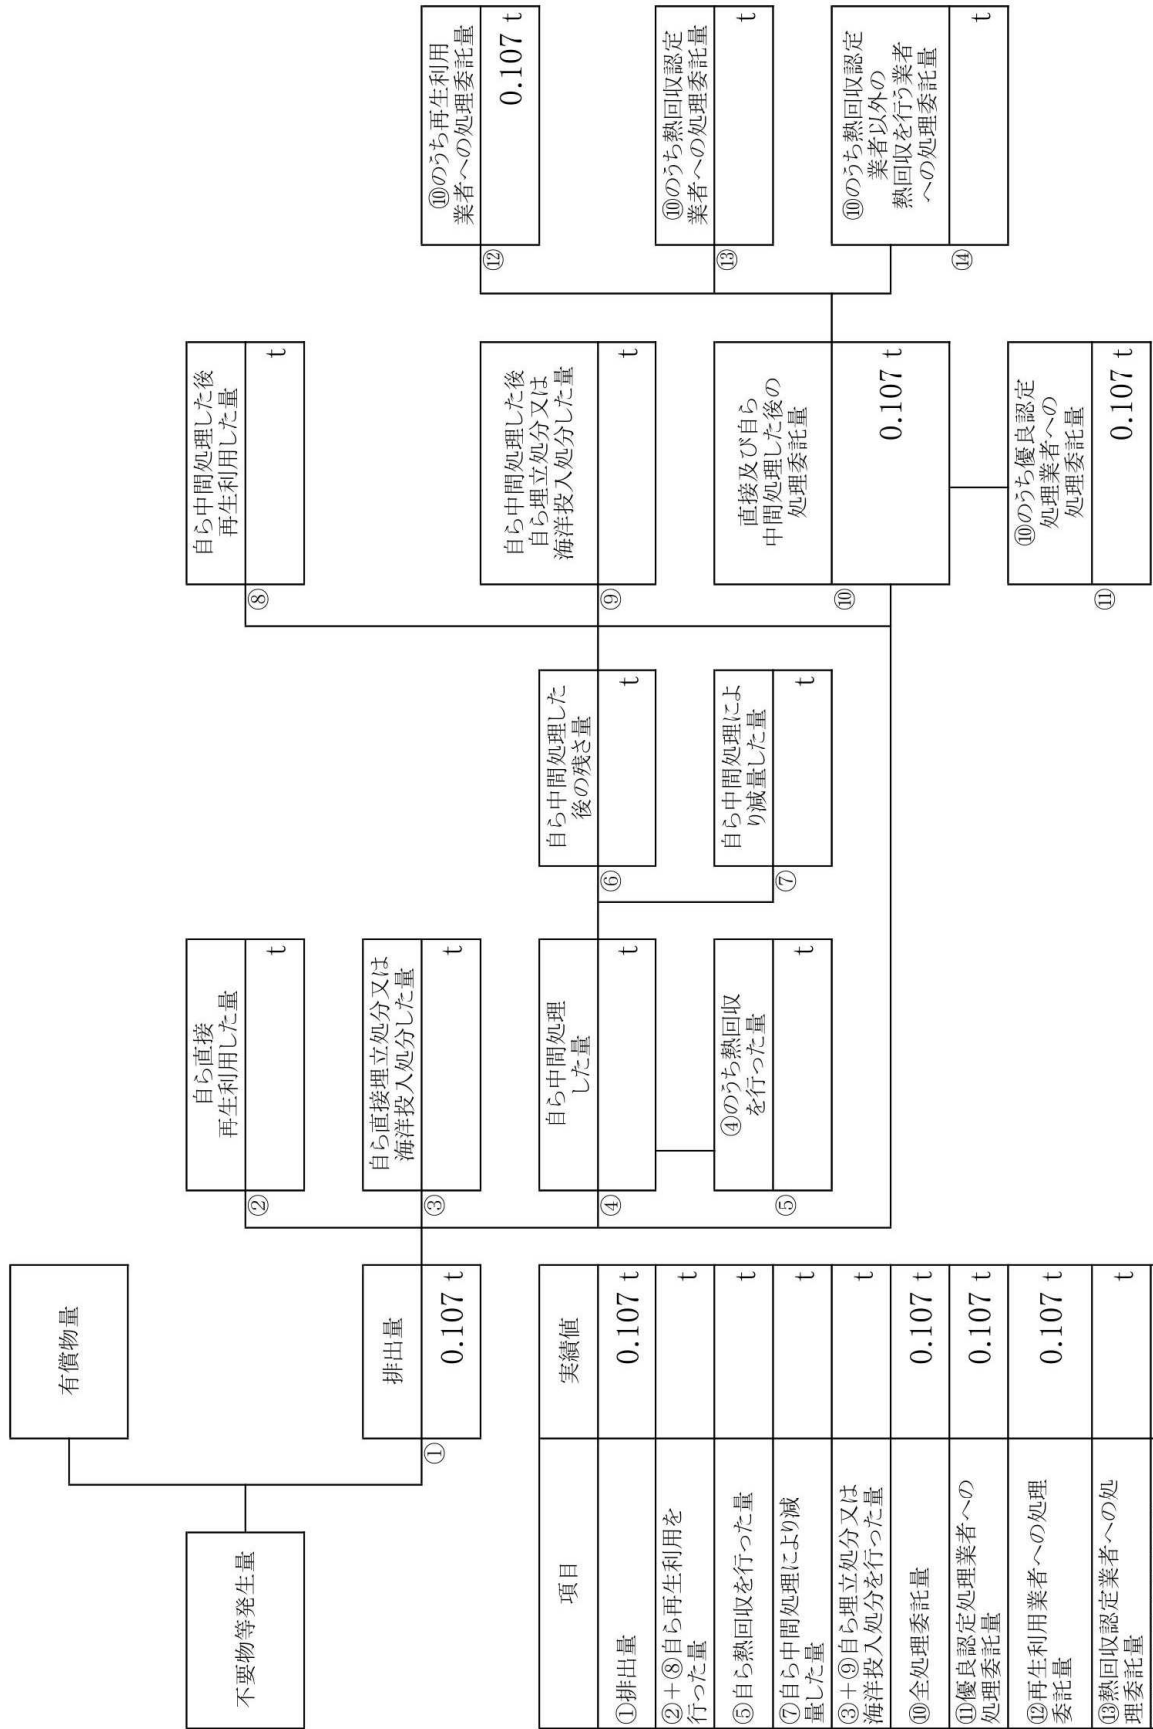 不要物等発生量
有償物量
①
排出量
0.107 t
②
自ら直接
再生利用した量
t
③
自ら直接埋立処分又は
海洋投入処分した量
t
④
自ら中間処理
した量
t
⑤
④のうち熱回収
を行った量
t
⑥
自ら中間処理した
後の残さ量
t
⑦
自ら中間処理によ
り減量した量
t
⑧
自ら中間処理した後
再生利用した量
t
⑨
自ら中間処理した後
自ら埋立処分又は
海洋投入処分した量
t
⑩
直接及び自ら
中間処理した後の
処理委託量
0.107 t
⑪
⑩のうち優良認定
処理業者への
処理委託量
0.107 t
⑫
⑩のうち再生利用
業者への処理委託量
0.107 t
⑬
⑩のうち熱回収認定
業者への処理委託量
t
⑭
⑩のうち熱回収認定
業者以外の
熱回収を行う業者
への処理委託量
t
項目
実績値
①排出量
0.107 t
②+⑧自ら再生利用を
行った量
t
⑤自ら熱回収を行った量
t
⑦自ら中間処理により減
量した量
t
③+⑨自ら埋立処分又は
海洋投入処分を行った量
t
⑩全処理委託量
0.107 t
⑪優良認定処理業者への
処理委託量
0.107 t
⑫再生利用業者への処理
委託量
0.107 t
⑬熱回収認定業者への処
理委託量
t